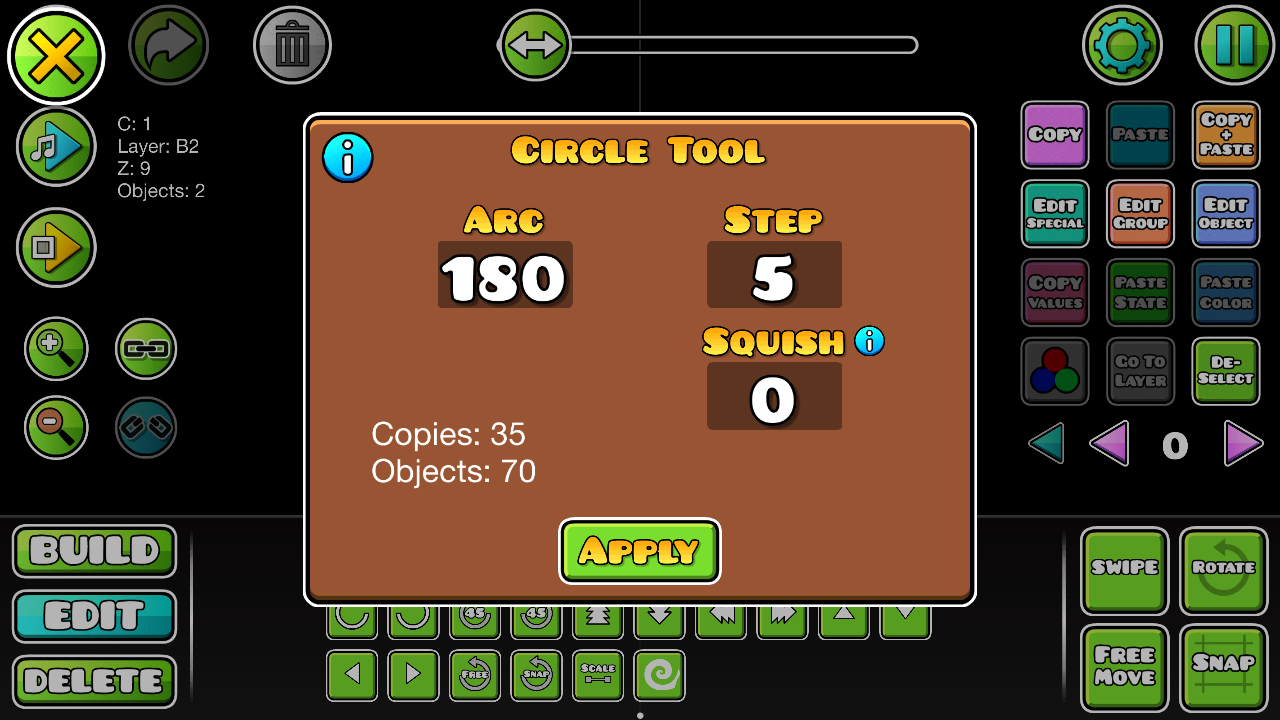 C: 1
Layer: B2
Z: 9
Objects: 2
Circle Tool
Arc
180
Step
5
Squish
0
Copies: 35
Objects: 70
Apply
Copy
Paste
Copy
+
Paste
Edit
Special
Edit
Group
Edit
Object
Copy
Values
Paste
State
Paste
Color
Go To
Layer
De-
Select
0
BUILD
EDIT
DELETE
45
45
Free
Snap
Scale
Swipe
Rotate
Free
Move
Snap